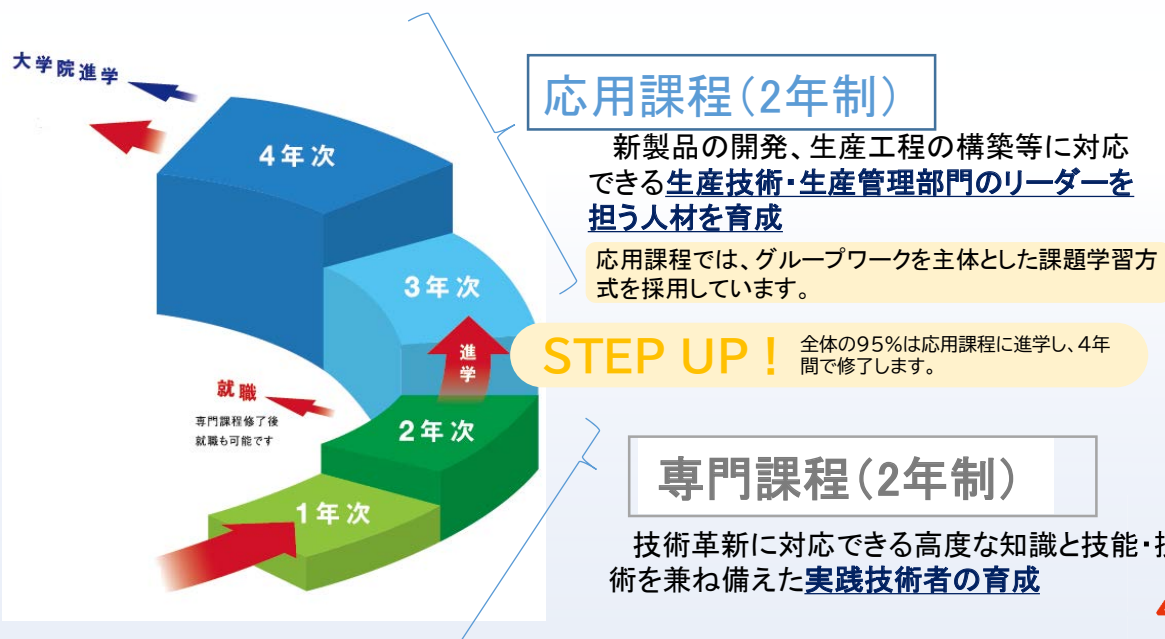 大学院進学
4年次
3年次
進学
就職
専門課程修了後
就職も可能です
2年次
1年次
応用課程(2年制)
新製品の開発、生産工程の構築等に対応
できる生産技術・生産管理部門のリーダーを
担う人材を育成
応用課程では、グループワークを主体とした課題学習方
式を採用しています。
STEP UP!
全体の95%は応用課程に進学し、4年
間で修了します。
専門課程(2年制)
技術革新に対応できる高度な知識と技能・技
術を兼ね備えた実践技術者の育成